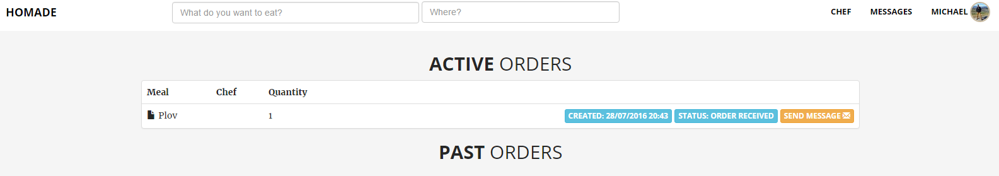 HOMADE What do you want to eat? Where? CHEF MESSAGES MICHAEL
ACTIVE ORDERS
Meal Chef Quantity
Plov 1 CREATED: 28/07/2016 20:43 STATUS: ORDER RECEIVED SEND MESSAGE
PAST ORDERS